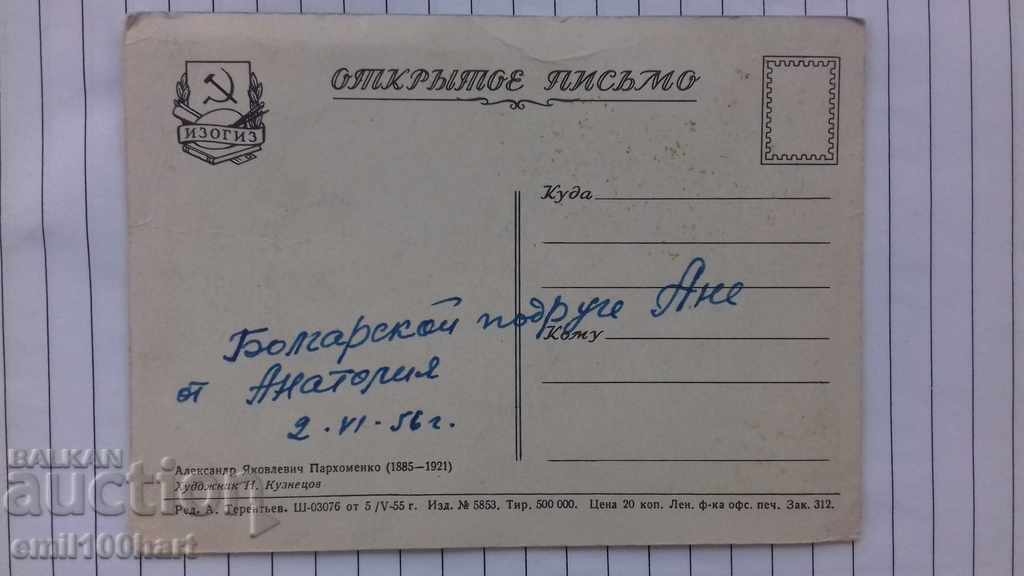 ОТКРЫТОЕ ПИСЬМО
ИЗОГИЗ
Куда
Кому
Болгарской подруге Ане
от Анатория
2-VI-56 г.
Александр Яковлевич Пархоменко (1885—1921)
Художник П. Кузнецов
Ред. А. Терентьев. Ш-03076 от 5/V-55 г. Изд. № 5853. Тир. 500 000. Цена 20 коп. Лен. ф-ка офс. печ. Зак. 312.
BALKAN
auction
emil100hart